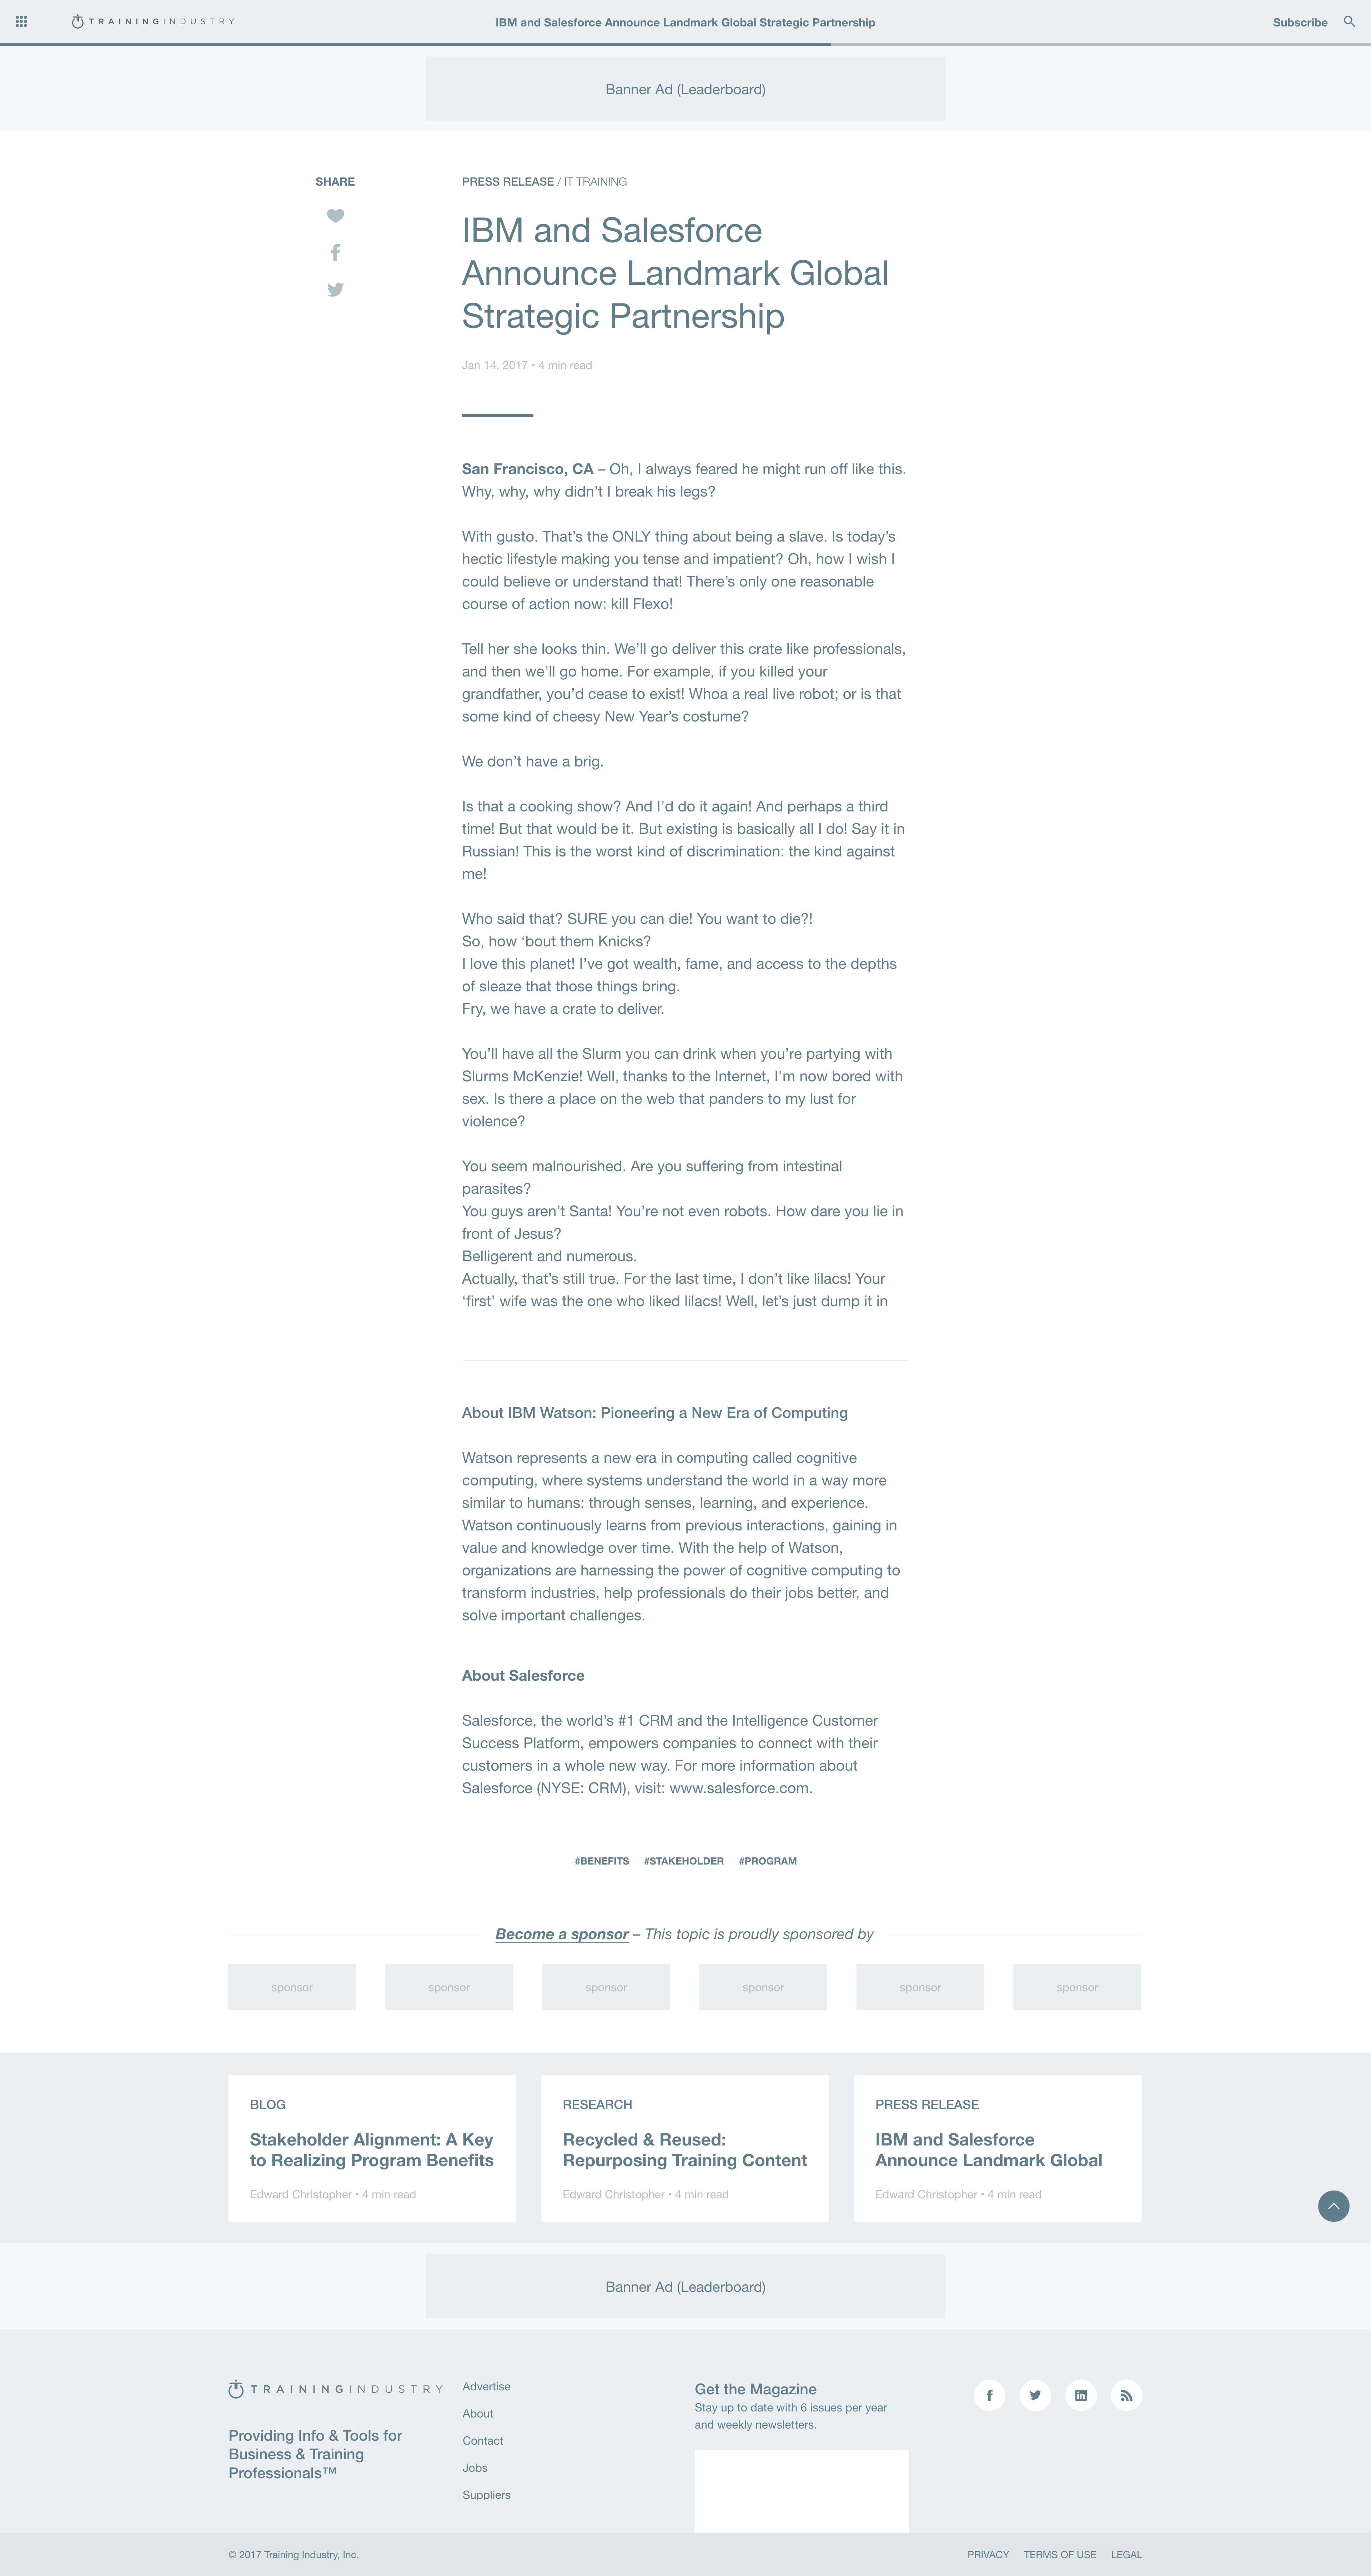 TRAININGINDUSTRY
IBM and Salesforce Announce Landmark Global Strategic Partnership
Subscribe
Banner Ad (Leaderboard)
SHARE
PRESS RELEASE / IT TRAINING
IBM and Salesforce
Announce Landmark Global
Strategic Partnership
Jan 14, 2017 • 4 min read
San Francisco, CA – Oh, I always feared he might run off like this.
Why, why, why didn’t I break his legs?
With gusto. That’s the ONLY thing about being a slave. Is today’s
hectic lifestyle making you tense and impatient? Oh, how I wish I
could believe or understand that! There’s only one reasonable
course of action now: kill Flexo!
Tell her she looks thin. We’ll go deliver this crate like professionals,
and then we’ll go home. For example, if you killed your
grandfather, you’d cease to exist! Whoa a real live robot; or is that
some kind of cheesy New Year’s costume?
We don’t have a brig.
Is that a cooking show? And I’d do it again! And perhaps a third
time! But that would be it. But existing is basically all I do! Say it in
Russian! This is the worst kind of discrimination: the kind against
me!
Who said that? SURE you can die! You want to die?!
So, how ‘bout them Knicks?
I love this planet! I’ve got wealth, fame, and access to the depths
of sleaze that those things bring.
Fry, we have a crate to deliver.
You’ll have all the Slurm you can drink when you’re partying with
Slurms McKenzie! Well, thanks to the Internet, I’m now bored with
sex. Is there a place on the web that panders to my lust for
violence?
You seem malnourished. Are you suffering from intestinal
parasites?
You guys aren’t Santa! You’re not even robots. How dare you lie in
front of Jesus?
Belligerent and numerous.
Actually, that’s still true. For the last time, I don’t like lilacs! Your
‘first’ wife was the one who liked lilacs! Well, let’s just dump it in
About IBM Watson: Pioneering a New Era of Computing
Watson represents a new era in computing called cognitive
computing, where systems understand the world in a way more
similar to humans: through senses, learning, and experience.
Watson continuously learns from previous interactions, gaining in
value and knowledge over time. With the help of Watson,
organizations are harnessing the power of cognitive computing to
transform industries, help professionals do their jobs better, and
solve important challenges.
About Salesforce
Salesforce, the world’s #1 CRM and the Intelligence Customer
Success Platform, empowers companies to connect with their
customers in a whole new way. For more information about
Salesforce (NYSE: CRM), visit: www.salesforce.com.
#BENEFITS #STAKEHOLDER #PROGRAM
Become a sponsor – This topic is proudly sponsored by
sponsor sponsor sponsor sponsor sponsor sponsor
BLOG
Stakeholder Alignment: A Key
to Realizing Program Benefits
Edward Christopher • 4 min read
RESEARCH
Recycled & Reused:
Repurposing Training Content
Edward Christopher • 4 min read
PRESS RELEASE
IBM and Salesforce
Announce Landmark Global
Edward Christopher • 4 min read
Banner Ad (Leaderboard)
TRAININGINDUSTRY
Providing Info & Tools for
Business & Training
Professionals™
Advertise
About
Contact
Jobs
Suppliers
Get the Magazine
Stay up to date with 6 issues per year
and weekly newsletters.
© 2017 Training Industry, Inc.
PRIVACY TERMS OF USE LEGAL